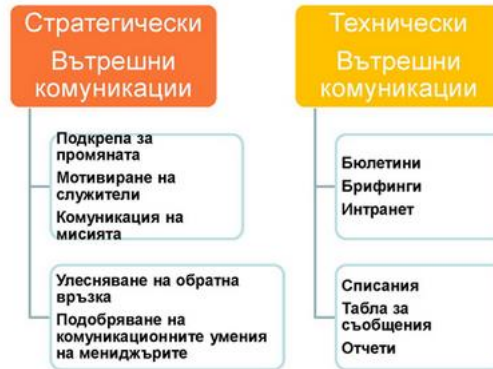 Стратегически
Вътрешни
комуникации
Подкрепа за
промяната
Мотивиране на
служители
Комуникация на
мисията
Улесняване на обратна
връзка
Подобряване на
комуникационните умения
на мениджърите
Технически
Вътрешни
комуникации
Бюлетини
Брифинги
Интранет
Списания
Табла за
съобщения
Отчети